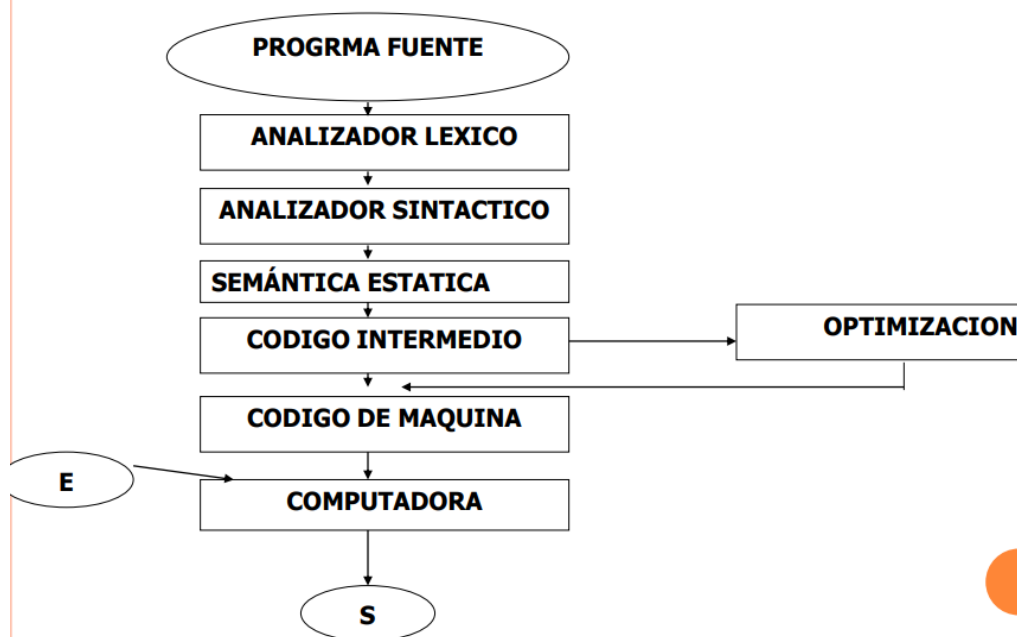 PROGRMA FUENTE
ANALIZADOR LEXICO
ANALIZADOR SINTACTICO
SEMÁNTICA ESTATICA
CODIGO INTERMEDIO
OPTIMIZACION
CODIGO DE MAQUINA
E
COMPUTADORA
S